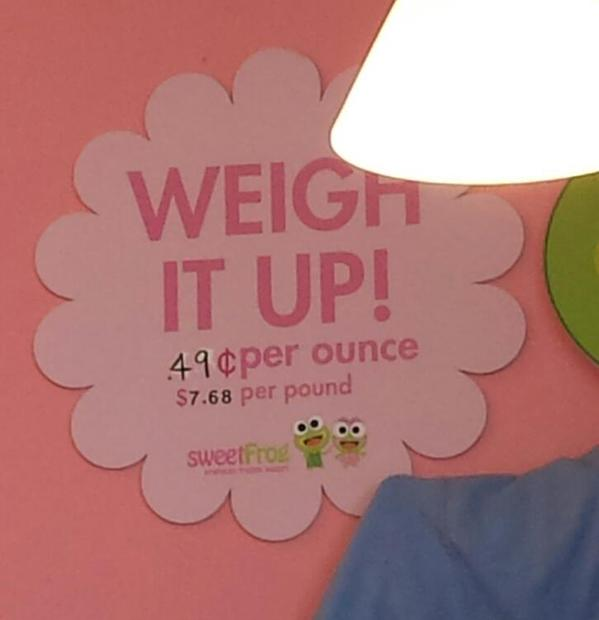 WEIGH
IT UP!
.49¢ per ounce
$7.68 per pound
sweetFrog